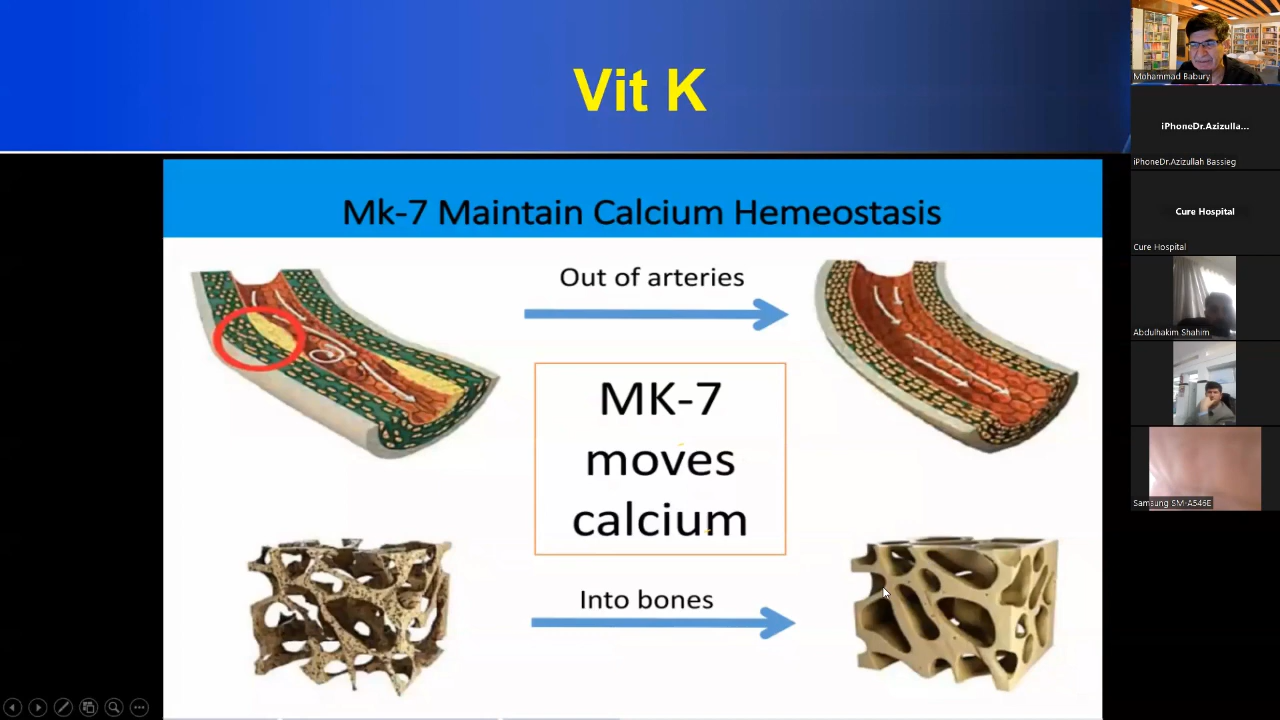 Vit K
Mk-7 Maintain Calcium Hemeostasis
Out of arteries
MK-7
moves
calcium
Into bones
Mohammad Babury
iPhoneDr.Azizulla...
iPhoneDr.Azizullah Bassieg
Cure Hospital
Cure Hospital
Abdulhakim Shahim
Samsung SM-A546E